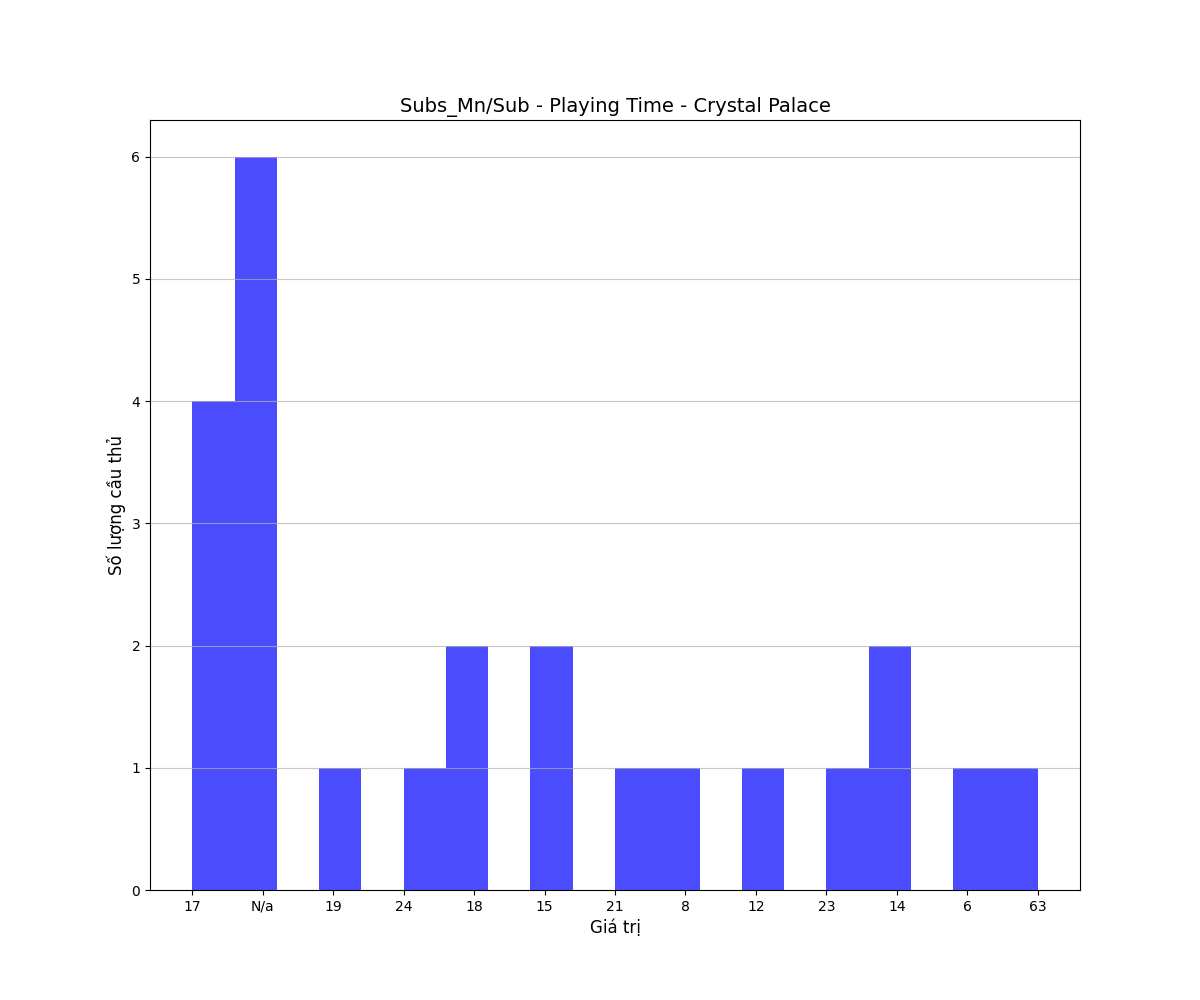 Subs_Mn/Sub - Playing Time - Crystal Palace
6
5
4
3
2
1
0
Số lượng cầu thủ
17 N/a 19 24 18 15 21 8 12 23 14 6 63
Giá trị